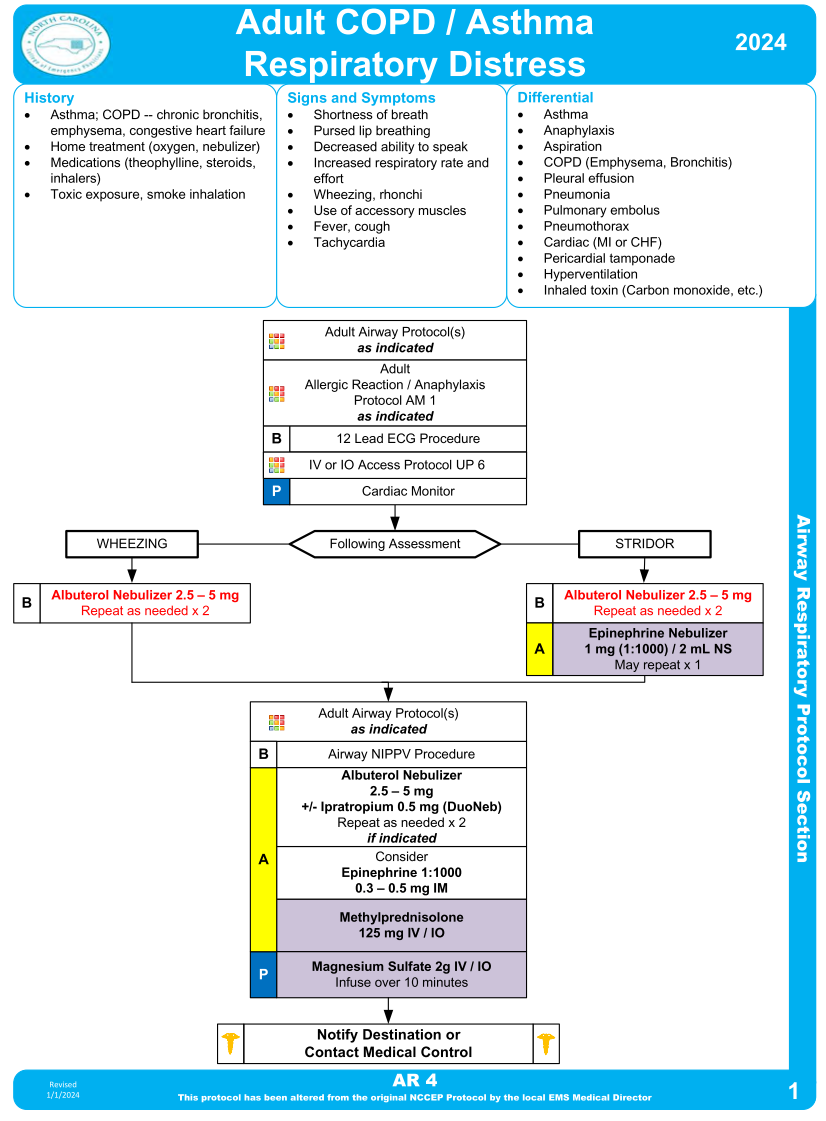 Adult COPD / Asthma
Respiratory Distress
2024
NORTH CAROLINA
College of Emergency Physicians
History
• Asthma; COPD -- chronic bronchitis,
emphysema, congestive heart failure
• Home treatment (oxygen, nebulizer)
• Medications (theophylline, steroids,
inhalers)
• Toxic exposure, smoke inhalation
Signs and Symptoms
• Shortness of breath
• Pursed lip breathing
• Decreased ability to speak
• Increased respiratory rate and
effort
• Wheezing, rhonchi
• Use of accessory muscles
• Fever, cough
• Tachycardia
Differential
• Asthma
• Anaphylaxis
• Aspiration
• COPD (Emphysema, Bronchitis)
• Pleural effusion
• Pneumonia
• Pulmonary embolus
• Pneumothorax
• Cardiac (MI or CHF)
• Pericardial tamponade
• Hyperventilation
• Inhaled toxin (Carbon monoxide, etc.)
Adult Airway Protocol(s)
as indicated
Adult
Allergic Reaction / Anaphylaxis
Protocol AM 1
as indicated
B 12 Lead ECG Procedure
IV or IO Access Protocol UP 6
P Cardiac Monitor
WHEEZING
Following Assessment
STRIDOR
B
Albuterol Nebulizer 2.5 – 5 mg
Repeat as needed x 2
B
Albuterol Nebulizer 2.5 – 5 mg
Repeat as needed x 2
A
Epinephrine Nebulizer
1 mg (1:1000) / 2 mL NS
May repeat x 1
Adult Airway Protocol(s)
as indicated
B Airway NIPPV Procedure
A
Albuterol Nebulizer
2.5 – 5 mg
+/- Ipratropium 0.5 mg (DuoNeb)
Repeat as needed x 2
if indicated
Consider
Epinephrine 1:1000
0.3 – 0.5 mg IM
Methylprednisolone
125 mg IV / IO
P
Magnesium Sulfate 2g IV / IO
Infuse over 10 minutes
Notify Destination or
Contact Medical Control
Airway Respiratory Protocol Section
Revised
1/1/2024
AR 4
This protocol has been altered from the original NCCEP Protocol by the local EMS Medical Director
1